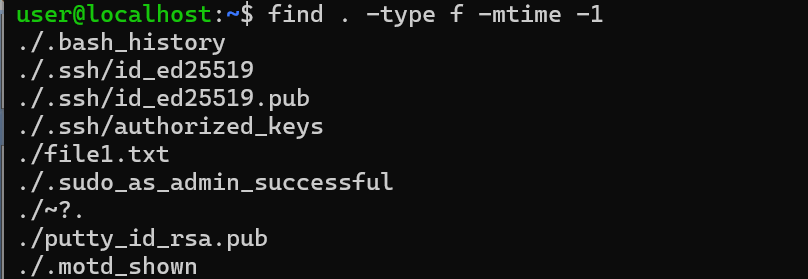 user@localhost:~$ find . -type f -mtime -1
./.bash_history
./.ssh/id_ed25519
./.ssh/id_ed25519.pub
./.ssh/authorized_keys
./file1.txt
./.sudo_as_admin_successful
./~?.
./putty_id_rsa.pub
./.motd_shown